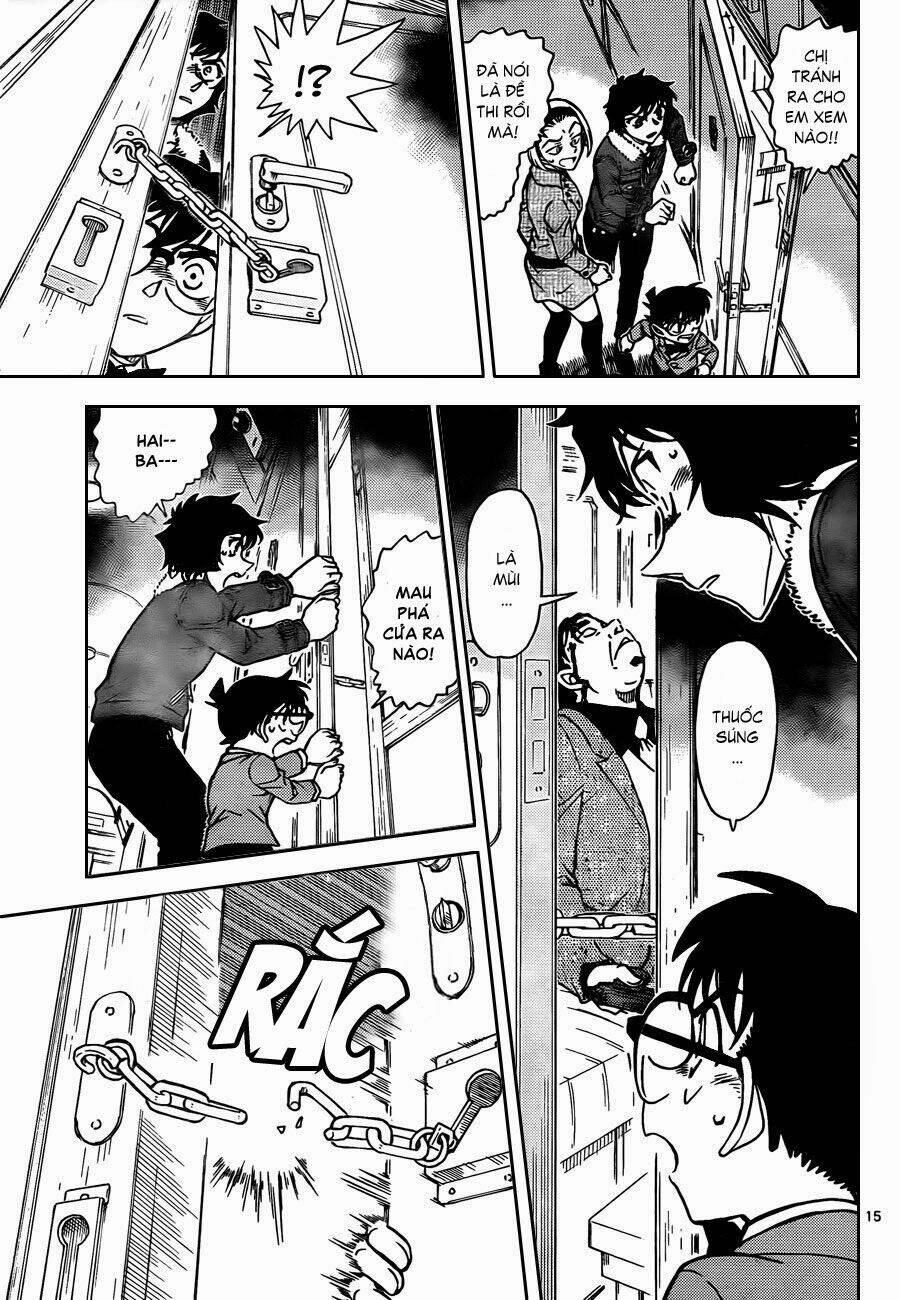 CHỊ
TRÁNH
RA CHO
EM XEM
NÀO!!
ĐÃ NÓI
LÀ ĐỀ
THI RỒI
MÀ!
!?
THUỐC
SÚNG
...
LÀ MÙI
...
MAU
PHÁ
CỬA RA
NÀO!
HAI--
BA---
RẮC
15